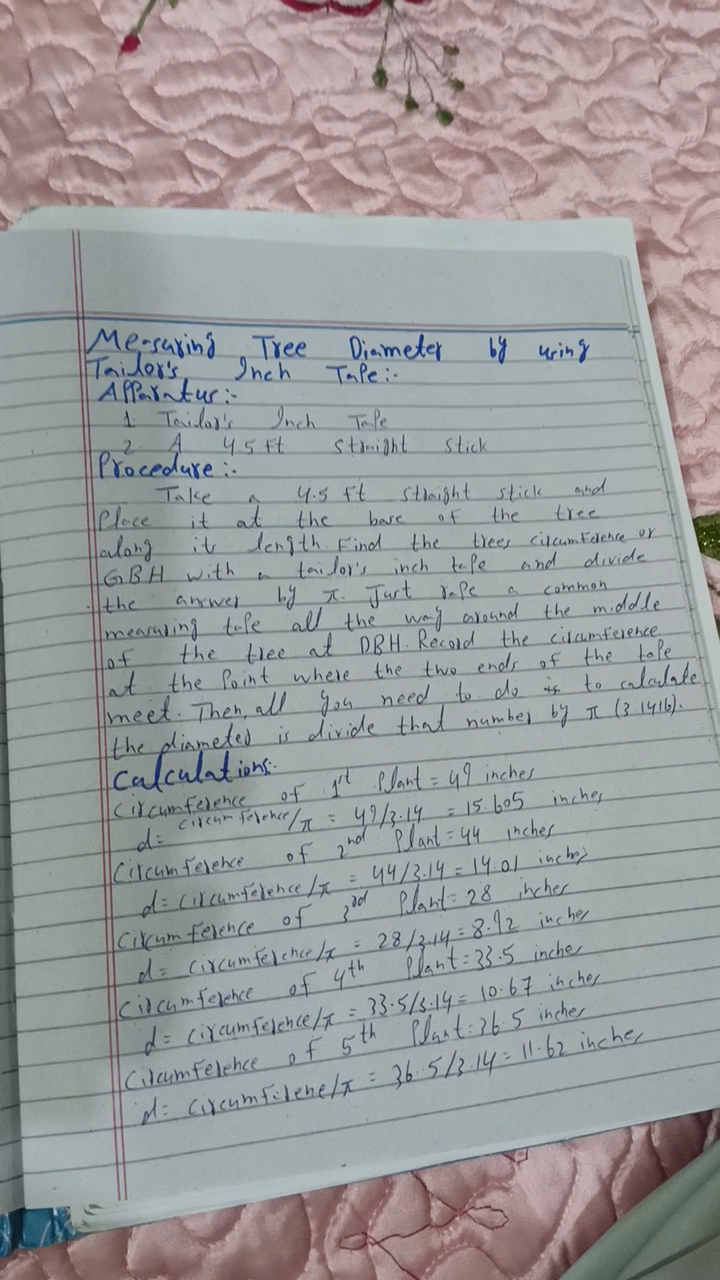 Measuring Tree Diameter by using
Tailor's Inch Tape:-
Apparatus:-
1. Tailor's Inch Tape
2. A 4.5 ft straight stick
Procedure:-
Take a 4.5 ft straight stick and
Place it at the base of the tree
along it length. Find the trees circumference or
GBH with a tailor's inch tape and divide
the answer by π. Just rape a common
measuring tape all the way around the middle
of the tree at DBH. Record the circumference
at the Point where the two ends of the tape
meet. Then, all you need to do is to calculate
the diameted is divide that number by π (3.1416).
Calculations:-
Circumference of 1st Plant = 49 inches
d= circumference/π = 49/3.14 = 15.605 inches
Circumference of 2nd Plant = 44 inches
d= circumference/π = 44/3.14 = 14.01 inches
Circumference of 3rd Plant = 28 inches
d= circumference/π = 28/3.14 = 8.92 inches
Circumference of 4th Plant = 33.5 inches
d= circumference/π = 33.5/3.14 = 10.67 inches
Circumference of 5th Plant = 36.5 inches
d= circumferene/π = 36.5/3.14 = 11.62 inches